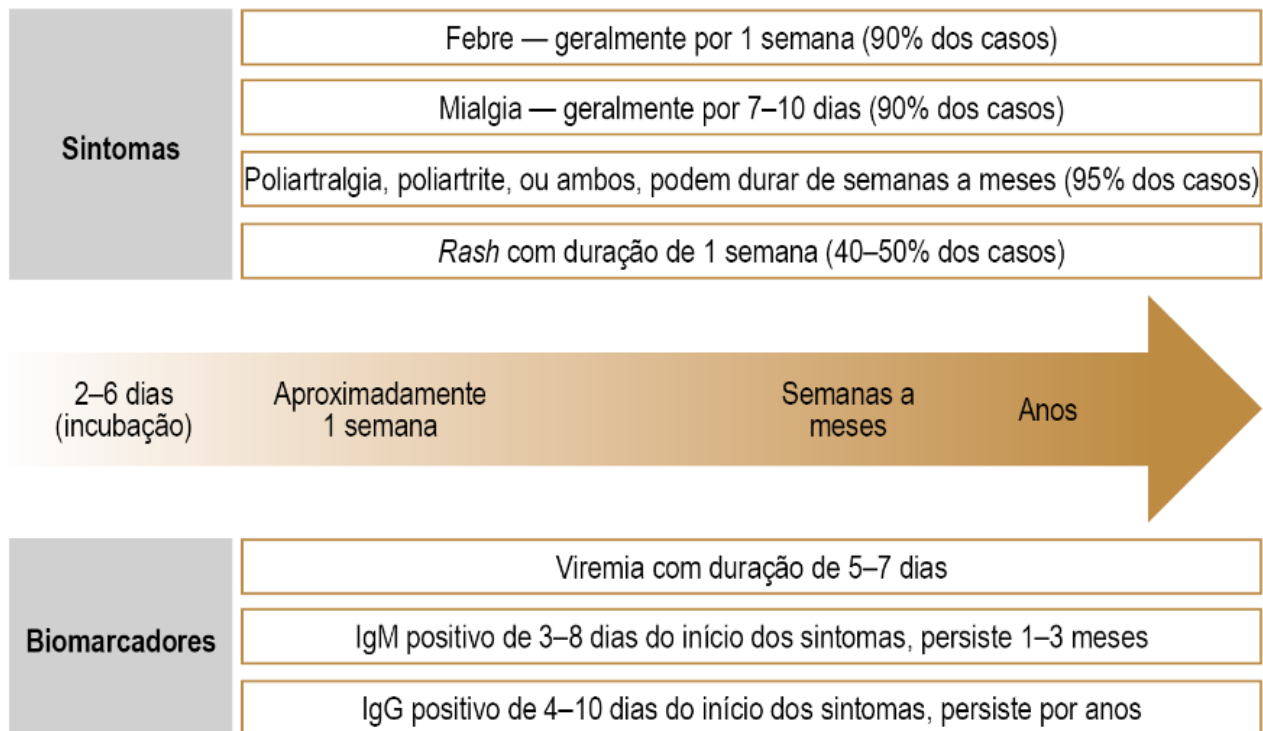 Sintomas
Febre — geralmente por 1 semana (90% dos casos)
Mialgia — geralmente por 7–10 dias (90% dos casos)
Poliartralgia, poliartrite, ou ambos, podem durar de semanas a meses (95% dos casos)
Rash com duração de 1 semana (40–50% dos casos)
2–6 dias
(incubação)
Aproximadamente
1 semana
Semanas a
meses
Anos
Biomarcadores
Viremia com duração de 5–7 dias
IgM positivo de 3–8 dias do início dos sintomas, persiste 1–3 meses
IgG positivo de 4–10 dias do início dos sintomas, persiste por anos